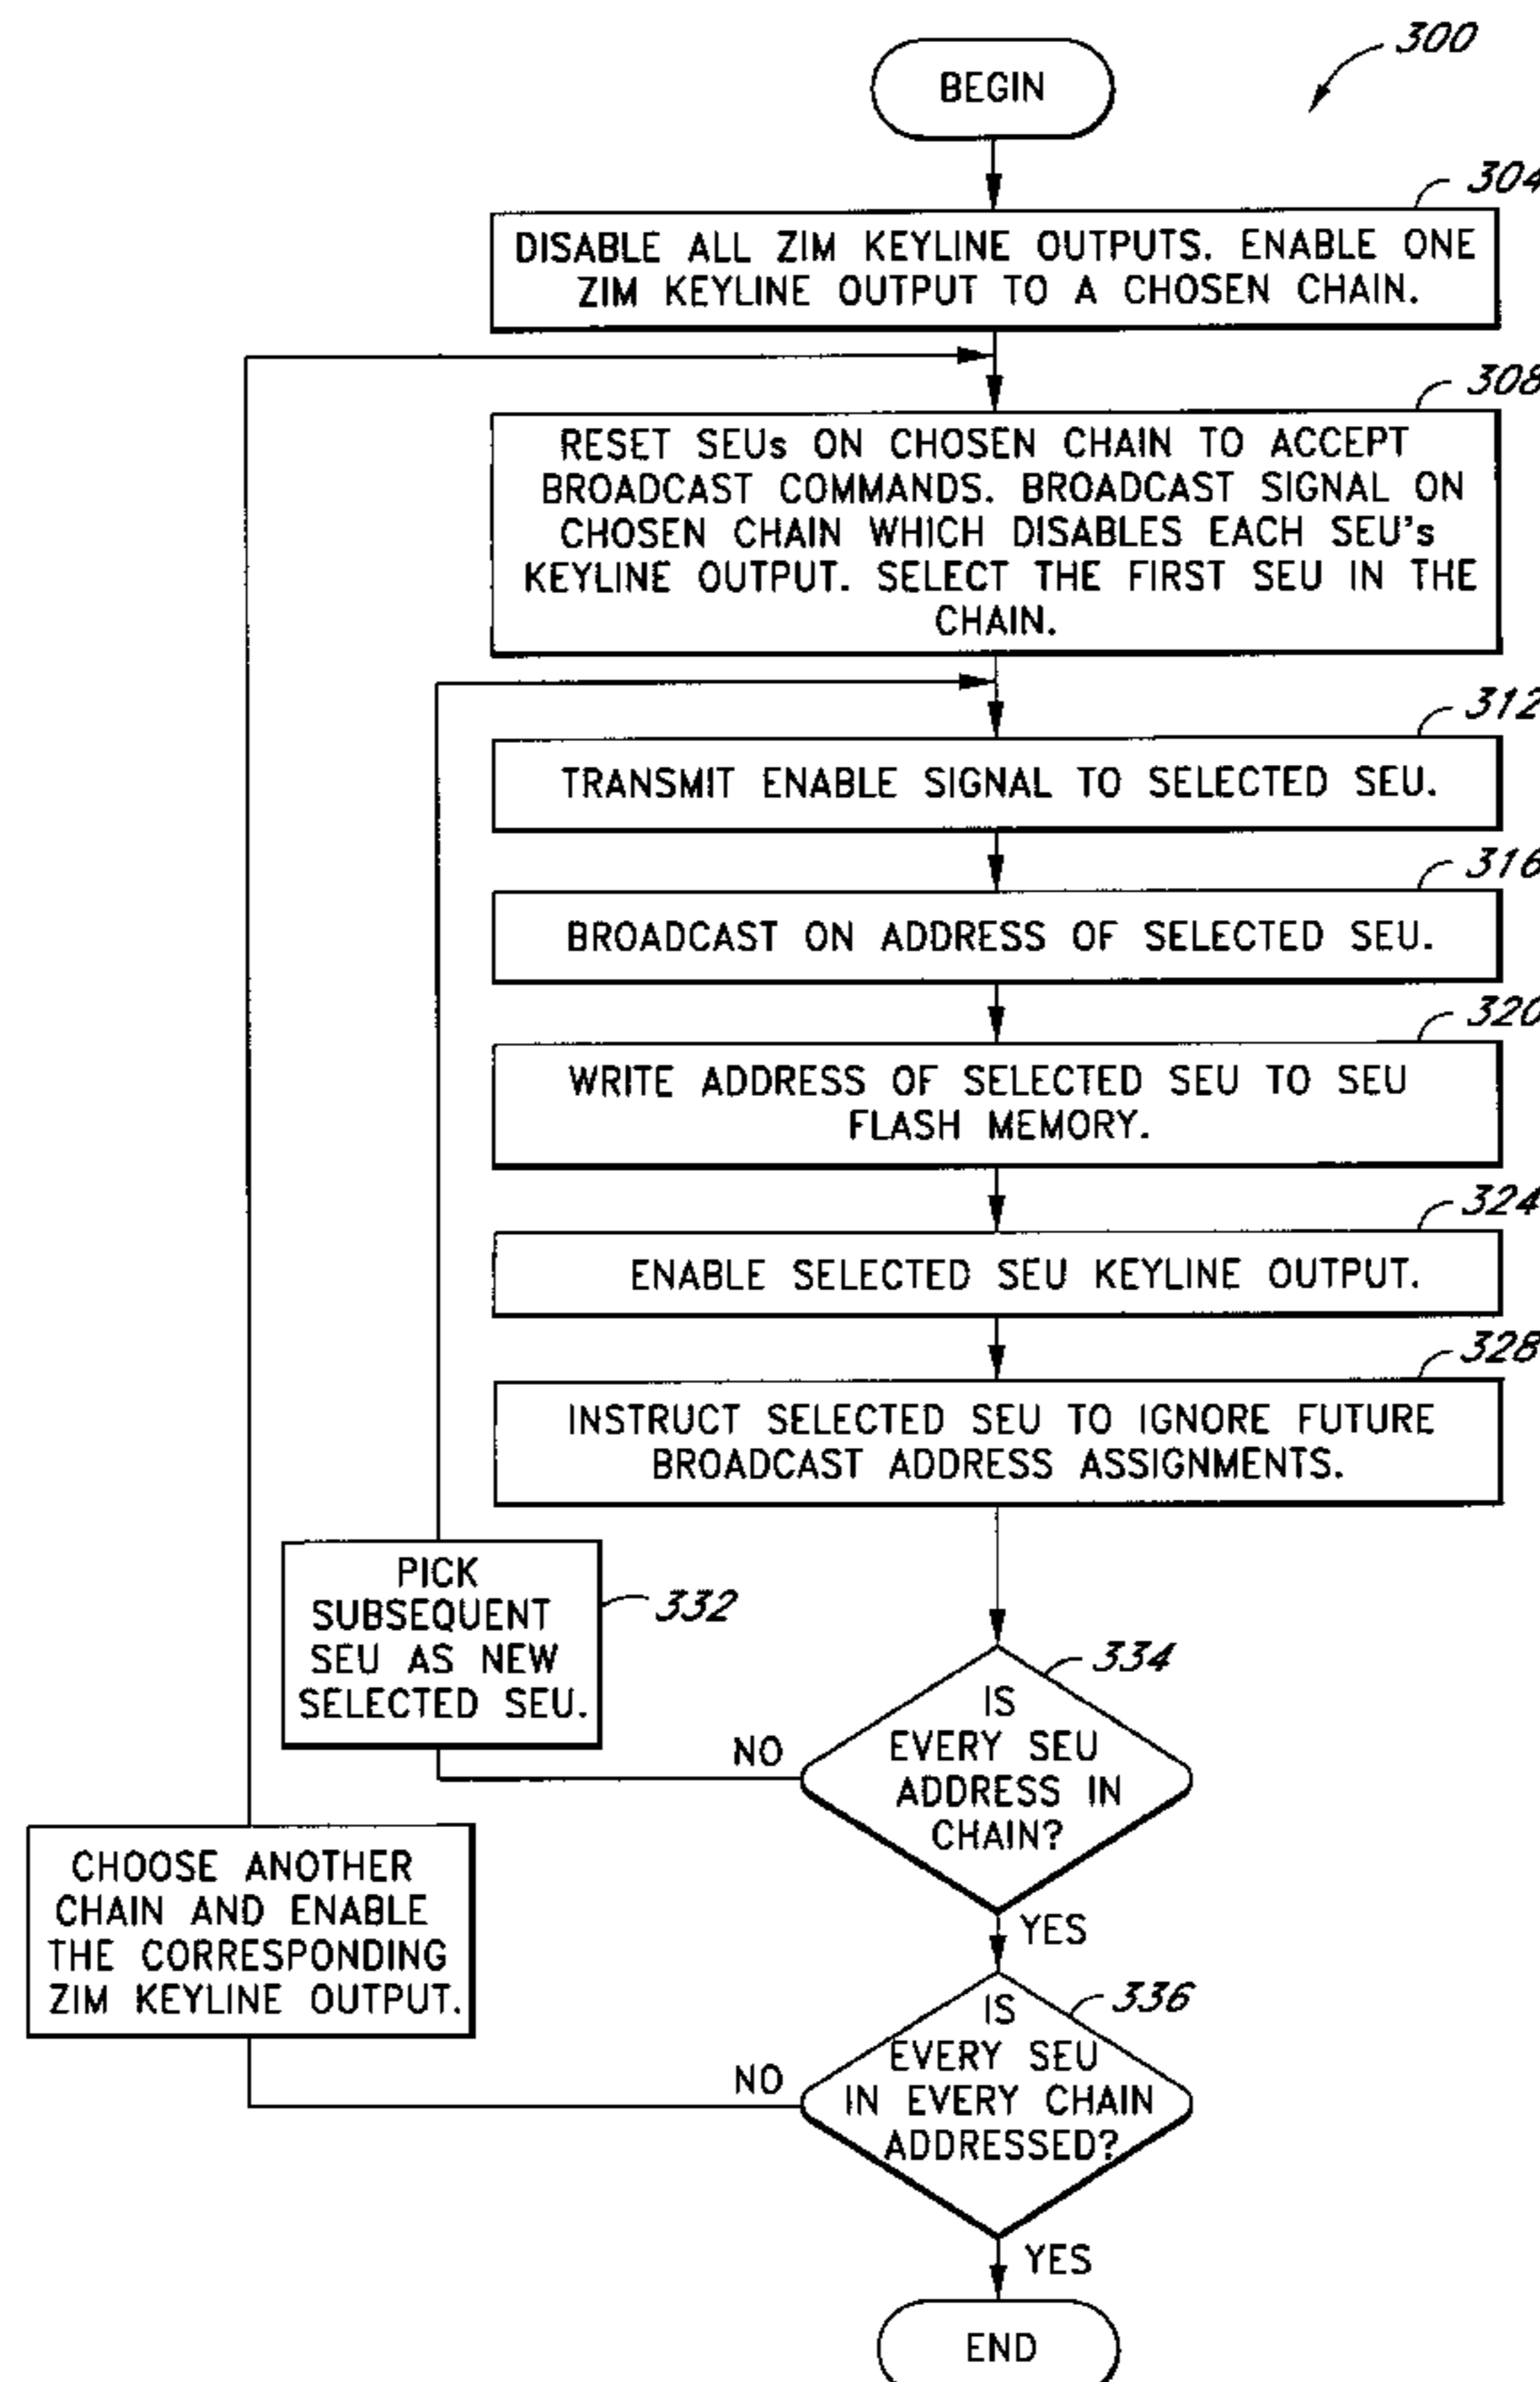 300
BEGIN
304
DISABLE ALL ZIM KEYLINE OUTPUTS. ENABLE ONE
ZIM KEYLINE OUTPUT TO A CHOSEN CHAIN.
308
RESET SEUs ON CHOSEN CHAIN TO ACCEPT
BROADCAST COMMANDS. BROADCAST SIGNAL ON
CHOSEN CHAIN WHICH DISABLES EACH SEU's
KEYLINE OUTPUT. SELECT THE FIRST SEU IN THE
CHAIN.
312
TRANSMIT ENABLE SIGNAL TO SELECTED SEU.
316
BROADCAST ON ADDRESS OF SELECTED SEU.
320
WRITE ADDRESS OF SELECTED SEU TO SEU
FLASH MEMORY.
324
ENABLE SELECTED SEU KEYLINE OUTPUT.
328
INSTRUCT SELECTED SEU TO IGNORE FUTURE
BROADCAST ADDRESS ASSIGNMENTS.
PICK
SUBSEQUENT
SEU AS NEW
SELECTED SEU.
332
334
IS
EVERY SEU
ADDRESS IN
CHAIN?
NO
YES
CHOOSE ANOTHER
CHAIN AND ENABLE
THE CORRESPONDING
ZIM KEYLINE OUTPUT.
336
IS
EVERY SEU
IN EVERY CHAIN
ADDRESSED?
NO
YES
END